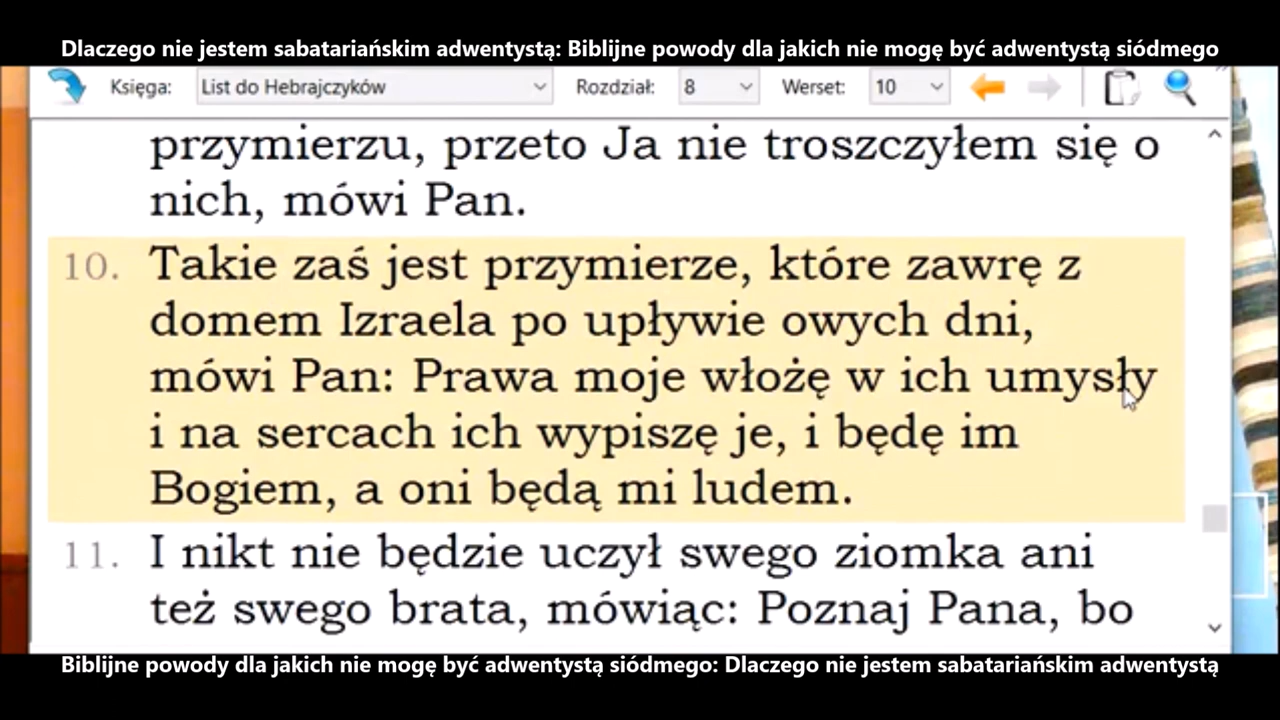 Dlaczego nie jestem sabatariańskim adwentystą: Biblijne powody dla jakich nie mogę być adwentystą siódmego
Księga: List do Hebrajczyków Rozdział: 8 Werset: 10
przymierzu, przeto Ja nie troszczyłem się o
nich, mówi Pan.
10. Takie zaś jest przymierze, które zawrę z
domem Izraela po upływie owych dni,
mówi Pan: Prawa moje włożę w ich umysły
i na sercach ich wypiszę je, i będę im
Bogiem, a oni będą mi ludem.
11. I nikt nie będzie uczył swego ziomka ani
też swego brata, mówiąc: Poznaj Pana, bo
Biblijne powody dla jakich nie mogę być adwentystą siódmego: Dlaczego nie jestem sabatariańskim adwentystą